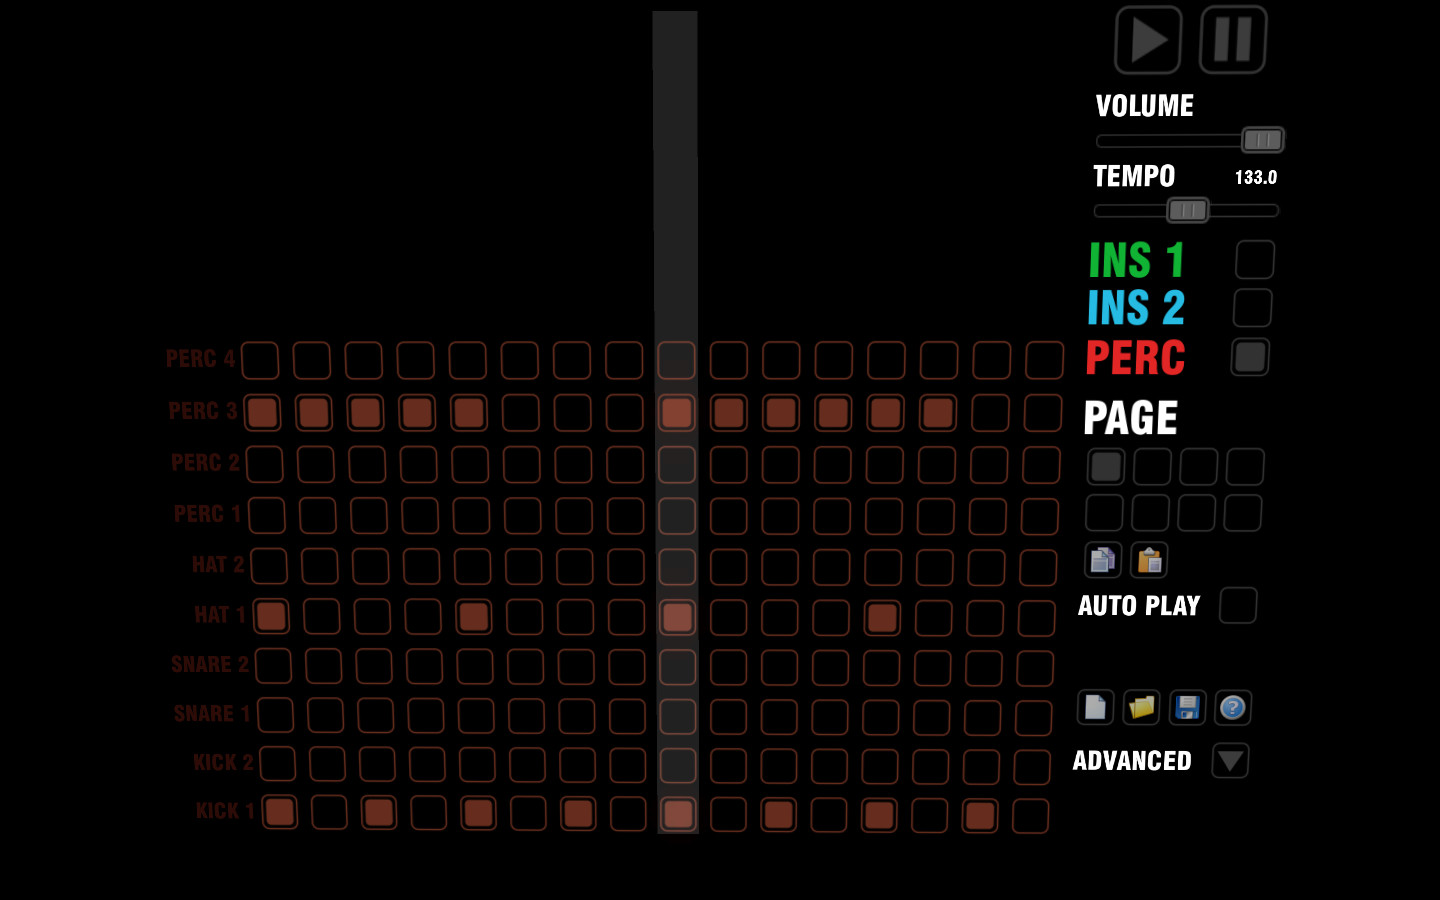 VOLUME
TEMPO 133.0
INS 1
INS 2
PERC
PAGE
AUTO PLAY
ADVANCED
PERC 4
PERC 3
PERC 2
PERC 1
HAT 2
HAT 1
SNARE 2
SNARE 1
KICK 2
KICK 1